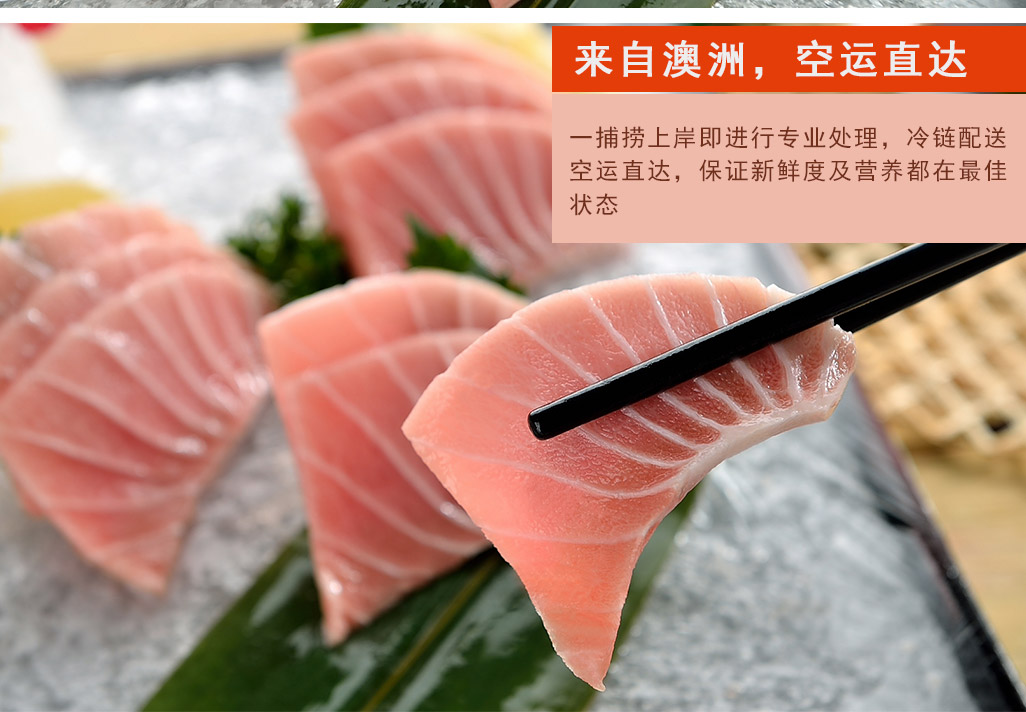 来自澳洲，空运直达
一捕捞上岸即进行专业处理，冷链配送
空运直达，保证新鲜度及营养都在最佳
状态